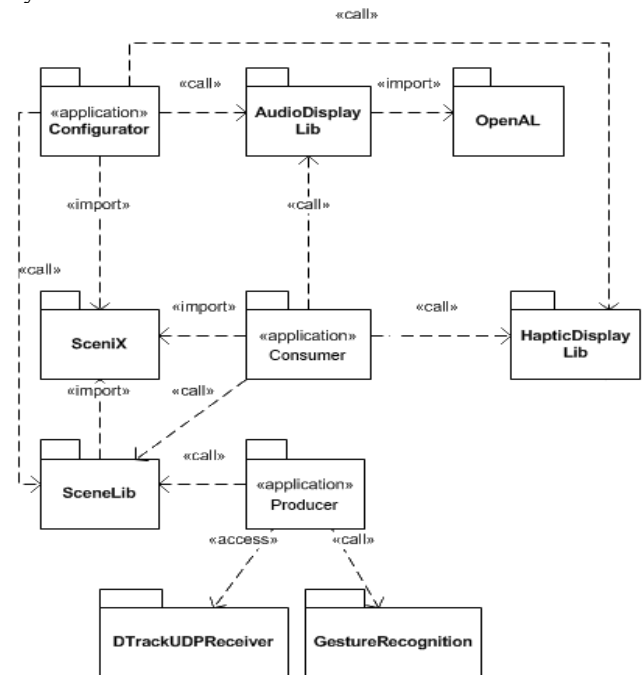 «call»
«call»
«import»
«application»
Configurator
AudioDisplay
Lib
OpenAL
«import»
«call»
«call»
«import»
«call»
SceniX
«application»
Consumer
HapticDisplay
Lib
«import»
«call»
«call»
SceneLib
«application»
Producer
«access»
«call»
DTrackUDPReceiver
GestureRecognition